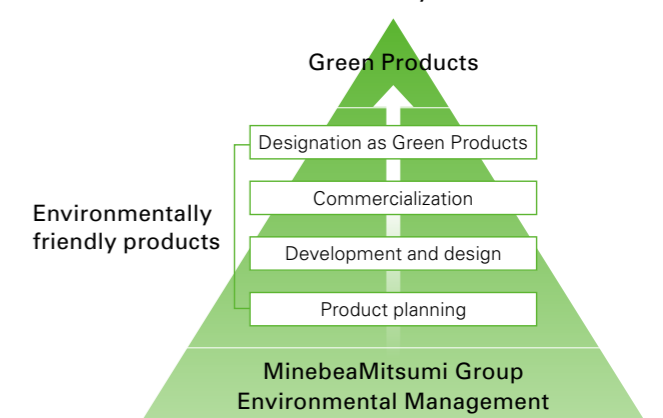 Green Products
Designation as Green Products
Commercialization
Environmentally
friendly products
Development and design
Product planning
MinebeaMitsumi Group
Environmental Management